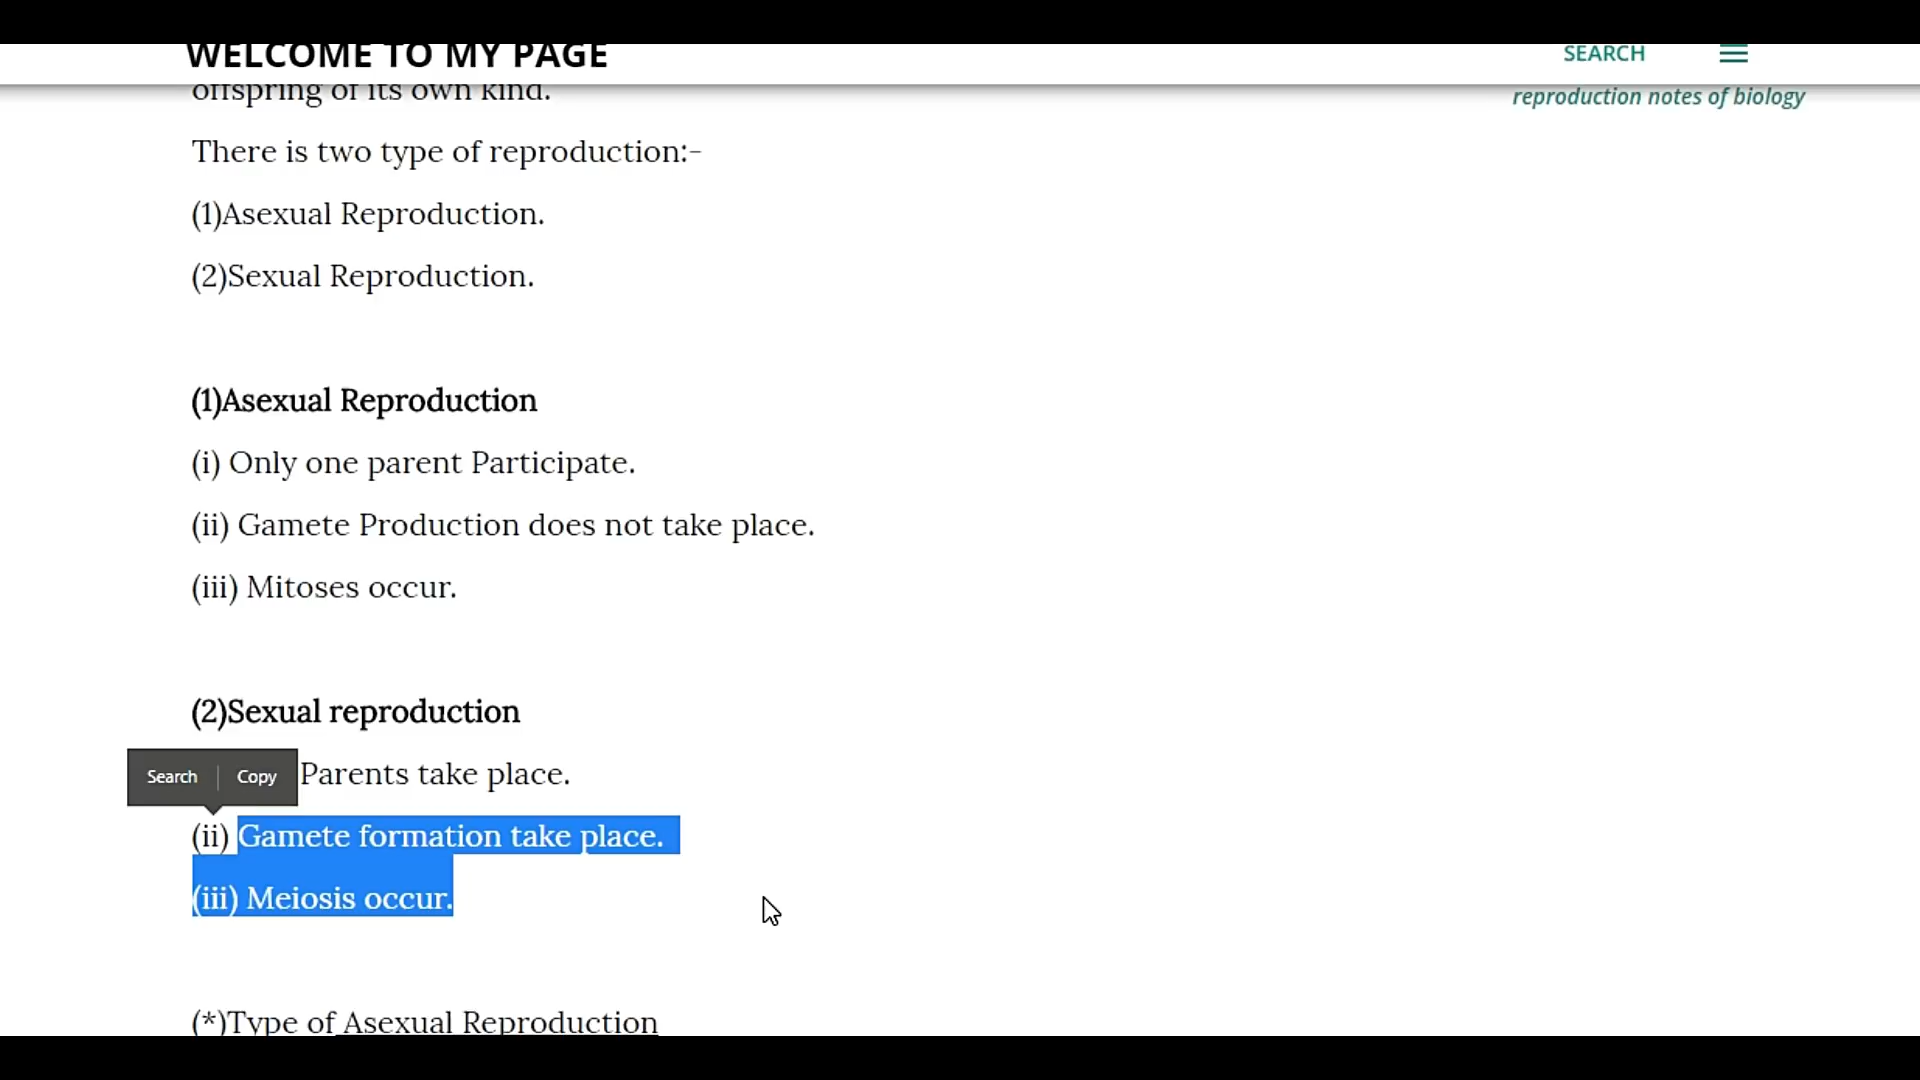 WELCOME TO MY PAGE
SEARCH
offspring of its own kind.
reproduction notes of biology
There is two type of reproduction:-
(1)Asexual Reproduction.
(2)Sexual Reproduction.
(1)Asexual Reproduction
(i) Only one parent Participate.
(ii) Gamete Production does not take place.
(iii) Mitoses occur.
(2)Sexual reproduction
Search
Copy
Parents take place.
(ii) Gamete formation take place.
(iii) Meiosis occur.
(*)Type of Asexual Reproduction